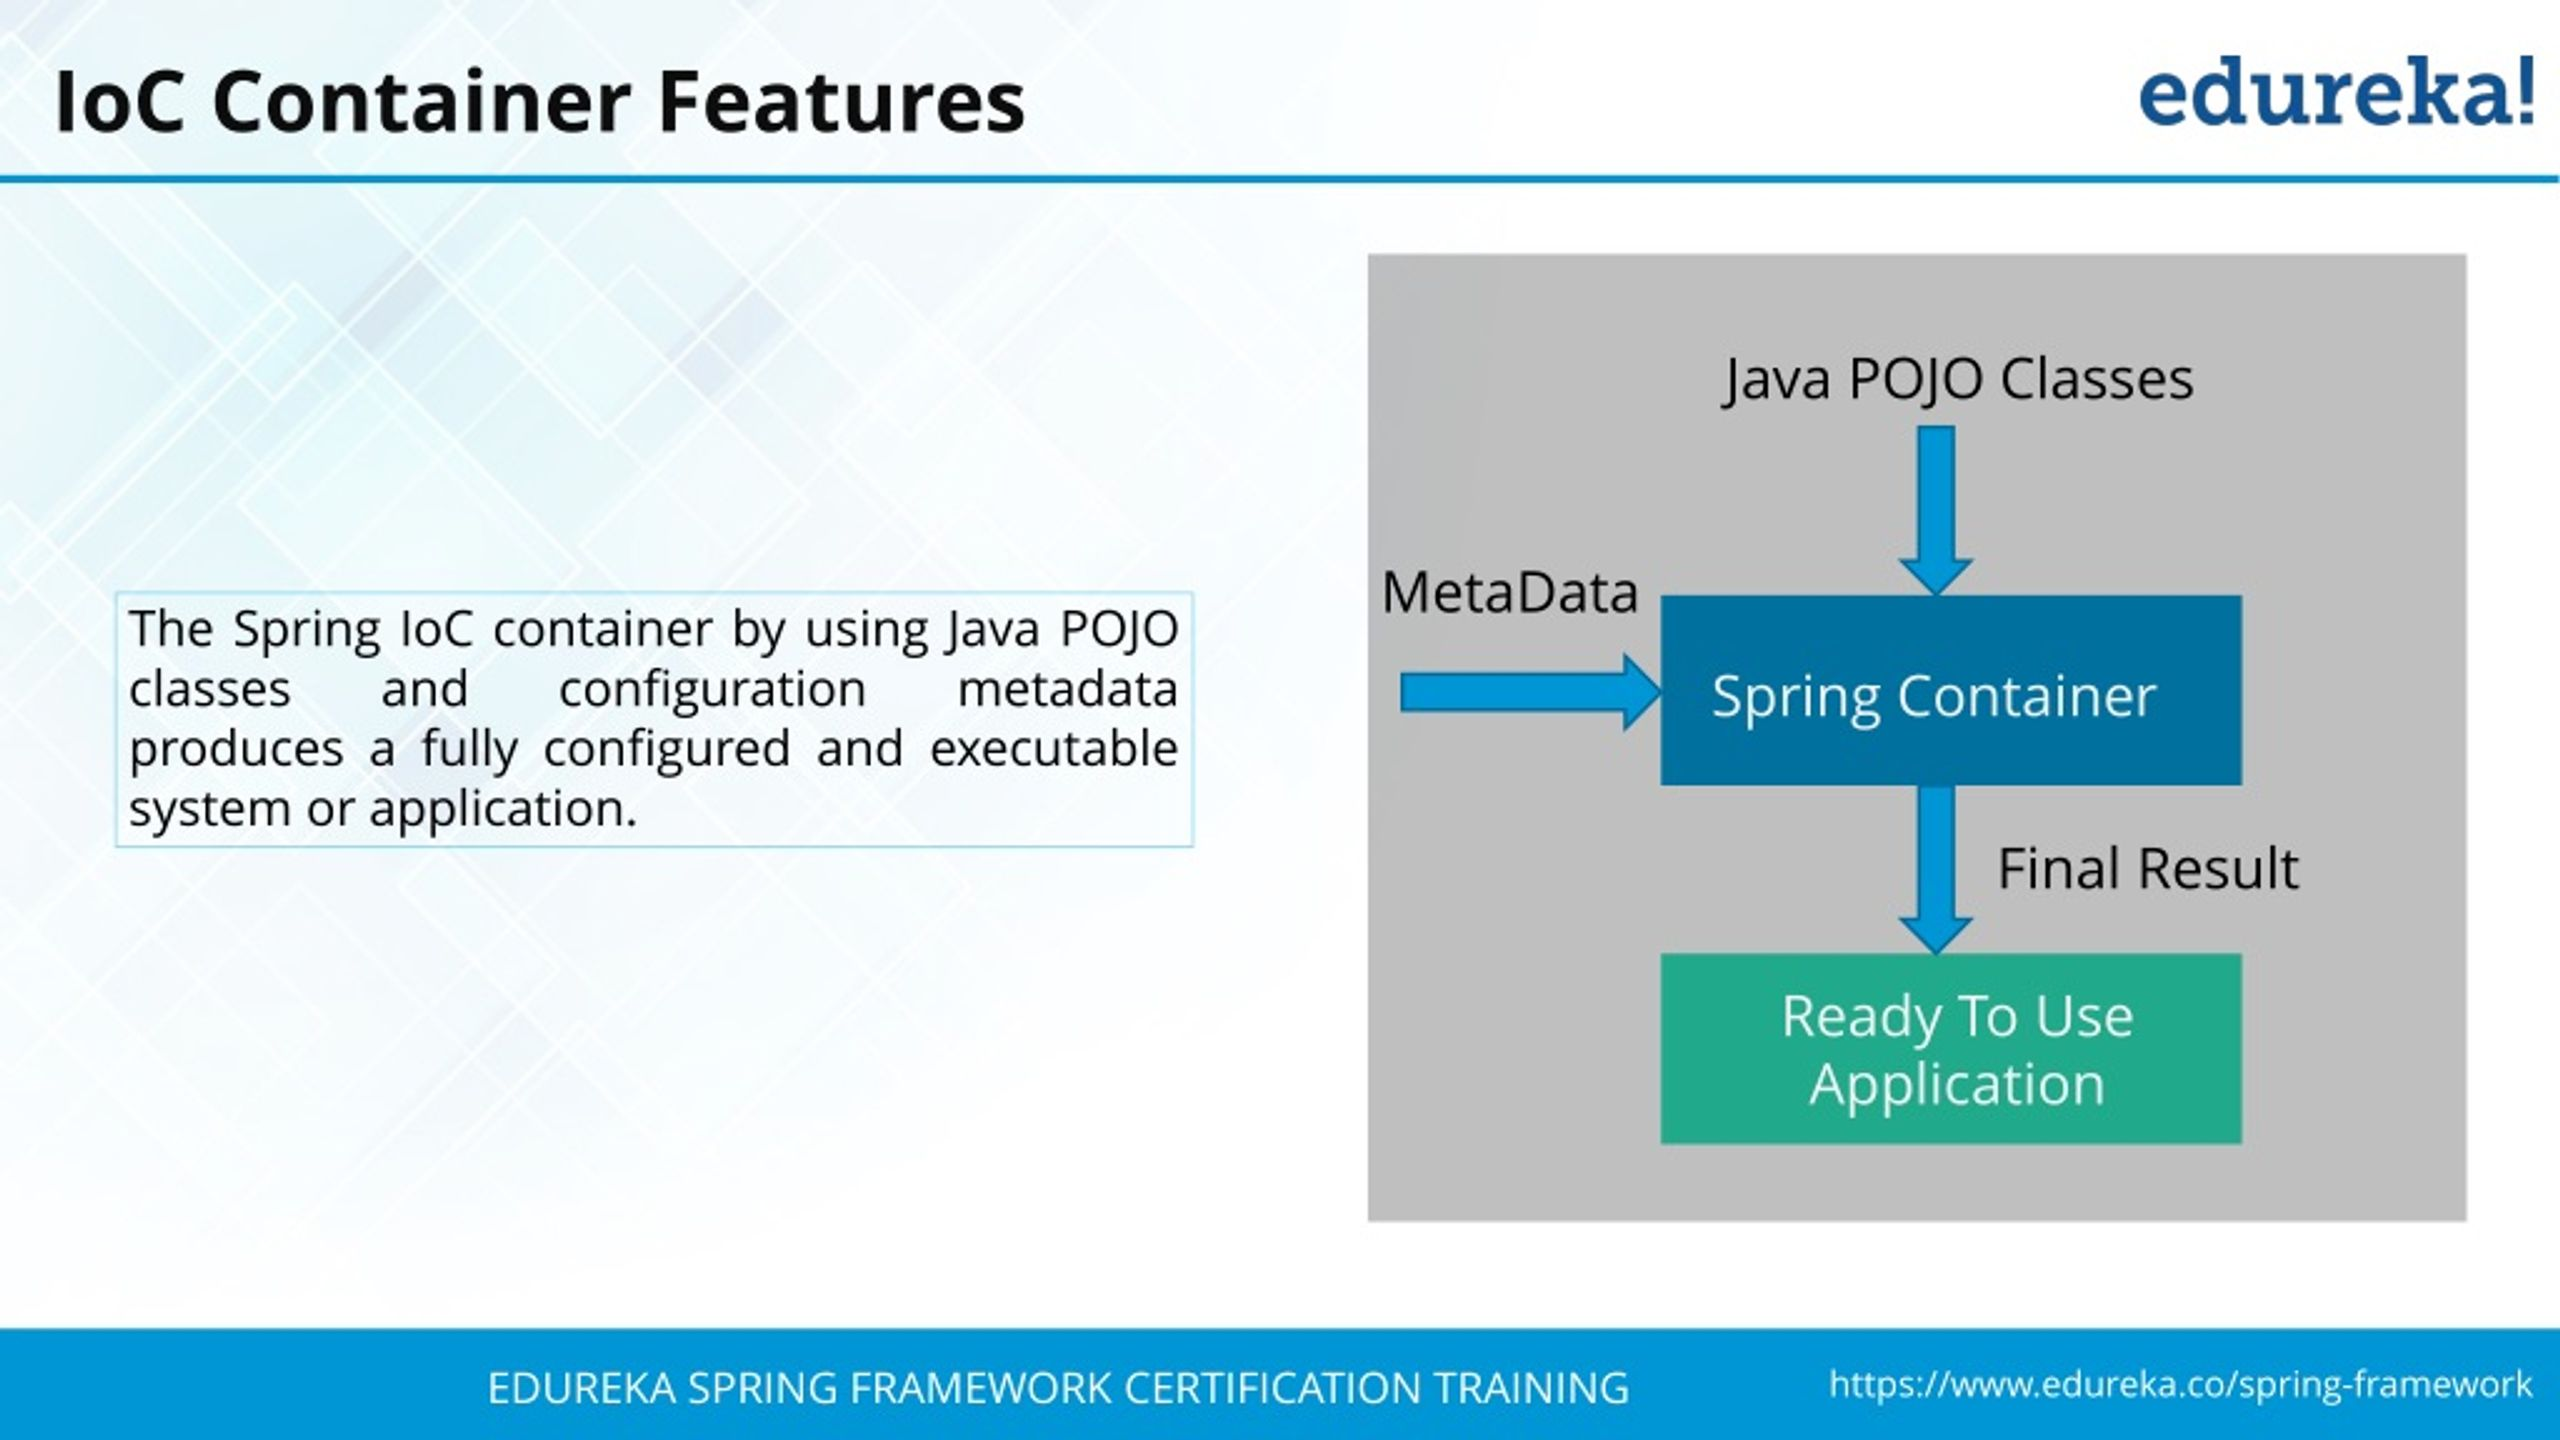 IoC Container Features
edureka!
The Spring IoC container by using Java POJO
classes and configuration metadata
produces a fully configured and executable
system or application.
Java POJO Classes
MetaData
Spring Container
Final Result
Ready To Use
Application
EDUREKA SPRING FRAMEWORK CERTIFICATION TRAINING
https://www.edureka.co/spring-framework